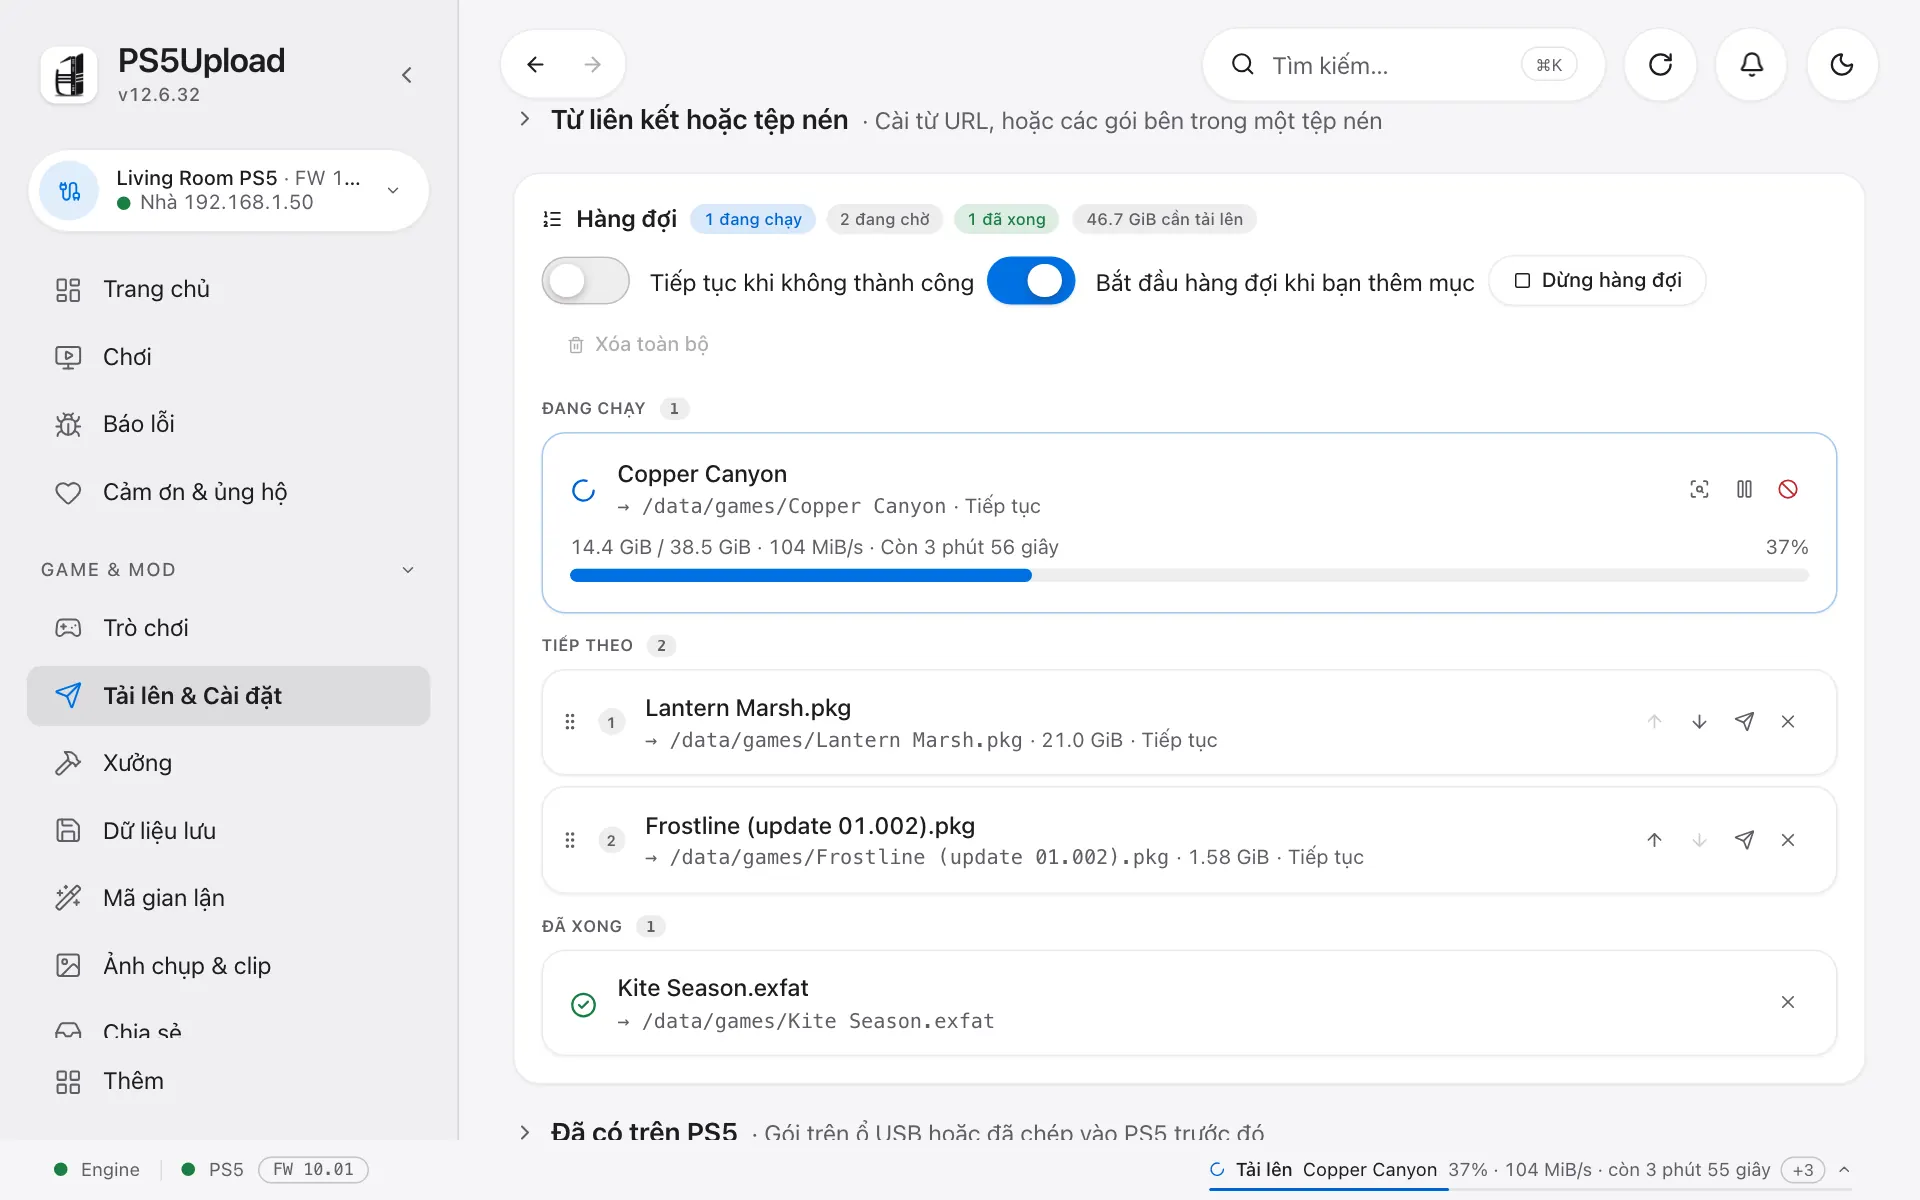 PS5Upload
v12.6.32
Living Room PS5 · FW 1...
Nhà 192.168.1.50
Trang chủ
Chơi
Báo lỗi
Cảm ơn & ủng hộ
GAME & MOD
Trò chơi
Tải lên & Cài đặt
Xưởng
Dữ liệu lưu
Mã gian lận
Ảnh chụp & clip
Chia sẻ
Thêm
Tìm kiếm...
⌘K
Từ liên kết hoặc tệp nén · Cài từ URL, hoặc các gói bên trong một tệp nén
Hàng đợi 1 đang chạy 2 đang chờ 1 đã xong 46.7 GiB cần tải lên
Tiếp tục khi không thành công Bắt đầu hàng đợi khi bạn thêm mục Dừng hàng đợi
Xóa toàn bộ
ĐANG CHẠY 1
Copper Canyon
→ /data/games/Copper Canyon · Tiếp tục
14.4 GiB / 38.5 GiB · 104 MiB/s · Còn 3 phút 56 giây 37%
TIẾP THEO 2
1 Lantern Marsh.pkg
→ /data/games/Lantern Marsh.pkg · 21.0 GiB · Tiếp tục
2 Frostline (update 01.002).pkg
→ /data/games/Frostline (update 01.002).pkg · 1.58 GiB · Tiếp tục
ĐÃ XONG 1
Kite Season.exfat
→ /data/games/Kite Season.exfat
Đã có trên PS5 · Gói trên ổ USB hoặc đã chép vào PS5 trước đó
Engine PS5 FW 10.01
Tải lên Copper Canyon 37% · 104 MiB/s · còn 3 phút 55 giây +3